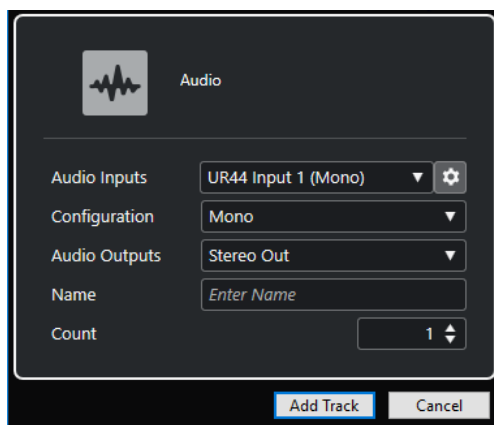 Audio
Audio Inputs UR44 Input 1 (Mono)
Configuration Mono
Audio Outputs Stereo Out
Name Enter Name
Count 1
Add Track Cancel